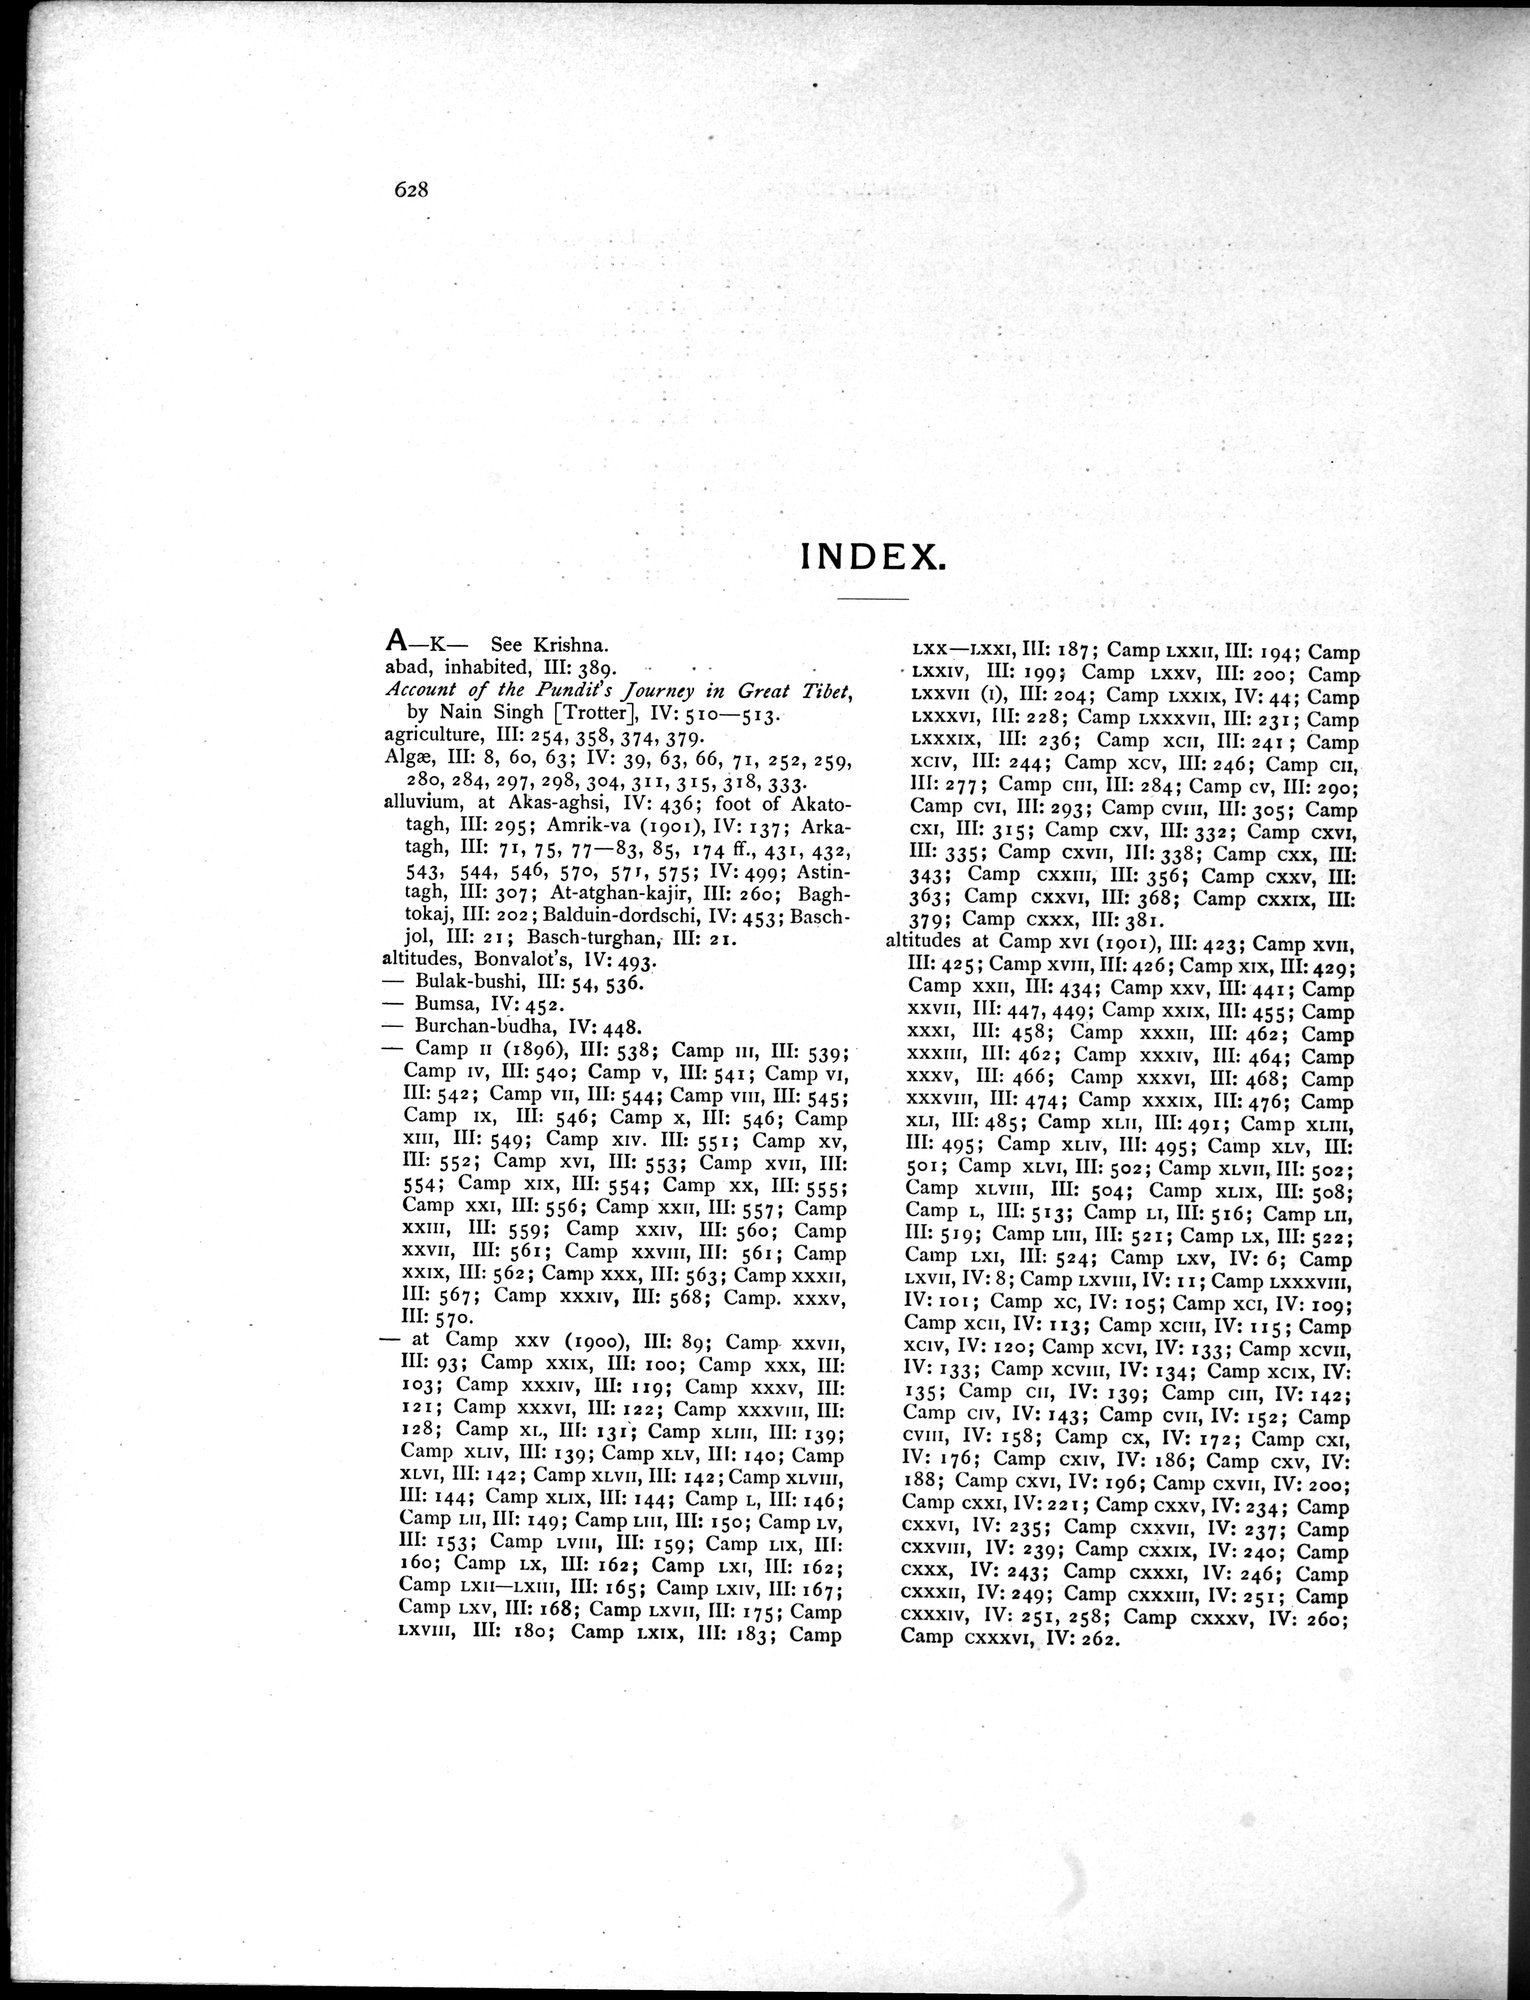 628
INDEX.
A—K— See Krishna.
abad, inhabited, III: 389.
Account of the Pundit's Journey in Great Tibet,
by Nain Singh [Trotter], IV: 510—513.
agriculture, III: 254, 358, 374, 379.
Algæ, III: 8, 60, 63; IV: 39, 63, 66, 71, 252, 259,
280, 284, 297, 298, 304, 311, 315, 318, 333.
alluvium, at Akas-aghsi, IV: 436; foot of Akato-
tagh, III: 295; Amrik-va (1901), IV: 137; Arka-
tagh, III: 71, 75, 77—83, 85, 174 ff., 431, 432,
543, 544, 546, 570, 571, 575; IV: 499; Astin-
tagh, III: 307; At-atghan-kajir, III: 260; Bagh-
tokaj, III: 202; Balduin-dordschi, IV: 453; Basch-
jol, III: 21; Basch-turghan, III: 21.
altitudes, Bonvalot's, IV: 493.
— Bulak-bushi, III: 54, 536.
— Bumsa, IV: 452.
— Burchan-budha, IV: 448.
— Camp II (1896), III: 538; Camp III, III: 539;
Camp IV, III: 540; Camp V, III: 541; Camp VI,
III: 542; Camp VII, III: 544; Camp VIII, III: 545;
Camp IX, III: 546; Camp X, III: 546; Camp
XIII, III: 549; Camp XIV. III: 551; Camp XV,
III: 552; Camp XVI, III: 553; Camp XVII, III:
554; Camp XIX, III: 554; Camp XX, III: 555;
Camp XXI, III: 556; Camp XXII, III: 557; Camp
XXIII, III: 559; Camp XXIV, III: 560; Camp
XXVII, III: 561; Camp XXVIII, III: 561; Camp
XXIX, III: 562; Camp XXX, III: 563; Camp XXXII,
III: 567; Camp XXXIV, III: 568; Camp. XXXV,
III: 570.
— at Camp XXV (1900), III: 89; Camp XXVII,
III: 93; Camp XXIX, III: 100; Camp XXX, III:
103; Camp XXXIV, III: 119; Camp XXXV, III:
121; Camp XXXVI, III: 122; Camp XXXVIII, III:
128; Camp XL, III: 131; Camp XLIII, III: 139;
Camp XLIV, III: 139; Camp XLV, III: 140; Camp
XLVI, III: 142; Camp XLVII, III: 142; Camp XLVIII,
III: 144; Camp XLIX, III: 144; Camp L, III: 146;
Camp LII, III: 149; Camp LIII, III: 150; Camp LV,
III: 153; Camp LVIII, III: 159; Camp LIX, III:
160; Camp LX, III: 162; Camp LXI, III: 162;
Camp LXII—LXIII, III: 165; Camp LXIV, III: 167;
Camp LXV, III: 168; Camp LXVII, III: 175; Camp
LXVIII, III: 180; Camp LXIX, III: 183; Camp
LXX—LXXI, III: 187; Camp LXXII, III: 194; Camp
LXXIV, III: 199; Camp LXXV, III: 200; Camp
LXXVII (I), III: 204; Camp LXXIX, IV: 44; Camp
LXXXVI, III: 228; Camp LXXXVII, III: 231; Camp
LXXXIX, III: 236; Camp XCII, III: 241; Camp
XCIV, III: 244; Camp XCV, III: 246; Camp CII,
III: 277; Camp CIII, III: 284; Camp CV, III: 290;
Camp CVI, III: 293; Camp CVIII, III: 305; Camp
CXI, III: 315; Camp CXV, III: 332; Camp CXVI,
III: 335; Camp CXVII, III: 338; Camp CXX, III:
343; Camp CXXIII, III: 356; Camp CXXV, III:
363; Camp CXXVI, III: 368; Camp CXXIX, III:
379; Camp CXXX, III: 381.
altitudes at Camp XVI (1901), III: 423; Camp XVII,
III: 425; Camp XVIII, III: 426; Camp XIX, III: 429;
Camp XXII, III: 434; Camp XXV, III: 441; Camp
XXVII, III: 447, 449; Camp XXIX, III: 455; Camp
XXXI, III: 458; Camp XXXII, III: 462; Camp
XXXIII, III: 462; Camp XXXIV, III: 464; Camp
XXXV, III: 466; Camp XXXVI, III: 468; Camp
XXXVIII, III: 474; Camp XXXIX, III: 476; Camp
XLI, III: 485; Camp XLII, III: 491; Camp XLIII,
III: 495; Camp XLIV, III: 495; Camp XLV, III:
501; Camp XLVI, III: 502; Camp XLVII, III: 502;
Camp XLVIII, III: 504; Camp XLIX, III: 508;
Camp L, III: 513; Camp LI, III: 516; Camp LII,
III: 519; Camp LIII, III: 521; Camp LX, III: 522;
Camp LXI, III: 524; Camp LXV, IV: 6; Camp
LXVII, IV: 8; Camp LXVIII, IV: 11; Camp LXXXVIII,
IV: 101; Camp XC, IV: 105; Camp XCI, IV: 109;
Camp XCII, IV: 113; Camp XCIII, IV: 115; Camp
XCIV, IV: 120; Camp XCVI, IV: 133; Camp XCVII,
IV: 133; Camp XCVIII, IV: 134; Camp XCIX, IV:
135; Camp CII, IV: 139; Camp CIII, IV: 142;
Camp CIV, IV: 143; Camp CVII, IV: 152; Camp
CVIII, IV: 158; Camp CX, IV: 172; Camp CXI,
IV: 176; Camp CXIV, IV: 186; Camp CXV, IV:
188; Camp CXVI, IV: 196; Camp CXVII, IV: 200;
Camp CXXI, IV: 221; Camp CXXV, IV: 234; Camp
CXXVI, IV: 235; Camp CXXVII, IV: 237; Camp
CXXVIII, IV: 239; Camp CXXIX, IV: 240; Camp
CXXX, IV: 243; Camp CXXXI, IV: 246; Camp
CXXXII, IV: 249; Camp CXXXIII, IV: 251; Camp
CXXXIV, IV: 251, 258; Camp CXXXV, IV: 260;
Camp CXXXVI, IV: 262.